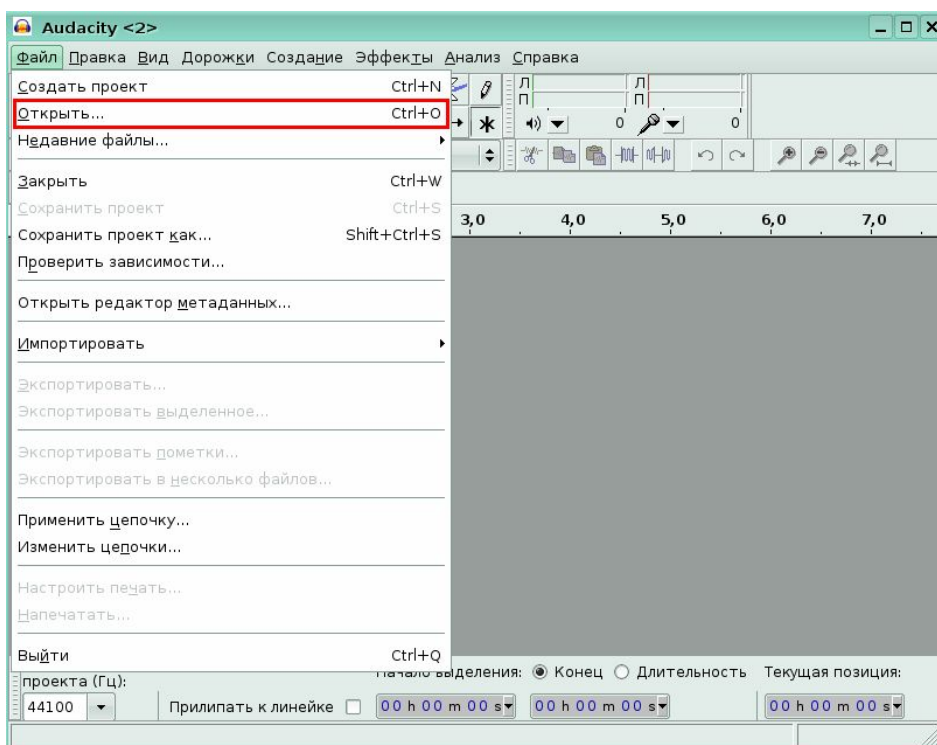 Audacity <2>
Файл Правка Вид Дорожки Создание Эффекты Анализ Справка
Создать проект Ctrl+N
Открыть... Ctrl+O
Недавние файлы...
Закрыть Ctrl+W
Сохранить проект Ctrl+S
Сохранить проект как... Shift+Ctrl+S
Проверить зависимости...
Открыть редактор метаданных...
Импортировать
Экспортировать...
Экспортировать выделенное...
Экспортировать пометки...
Экспортировать в несколько файлов...
Применить цепочку...
Изменить цепочки...
Настроить печать...
Напечатать...
Выйти Ctrl+Q
Л Л
П П
0 0
3,0 4,0 5,0 6,0 7,0
проекта (Гц): Начало выделения: Конец Длительность Текущая позиция:
44100 Прилипать к линейке 00 h 00 m 00 s 00 h 00 m 00 s 00 h 00 m 00 s